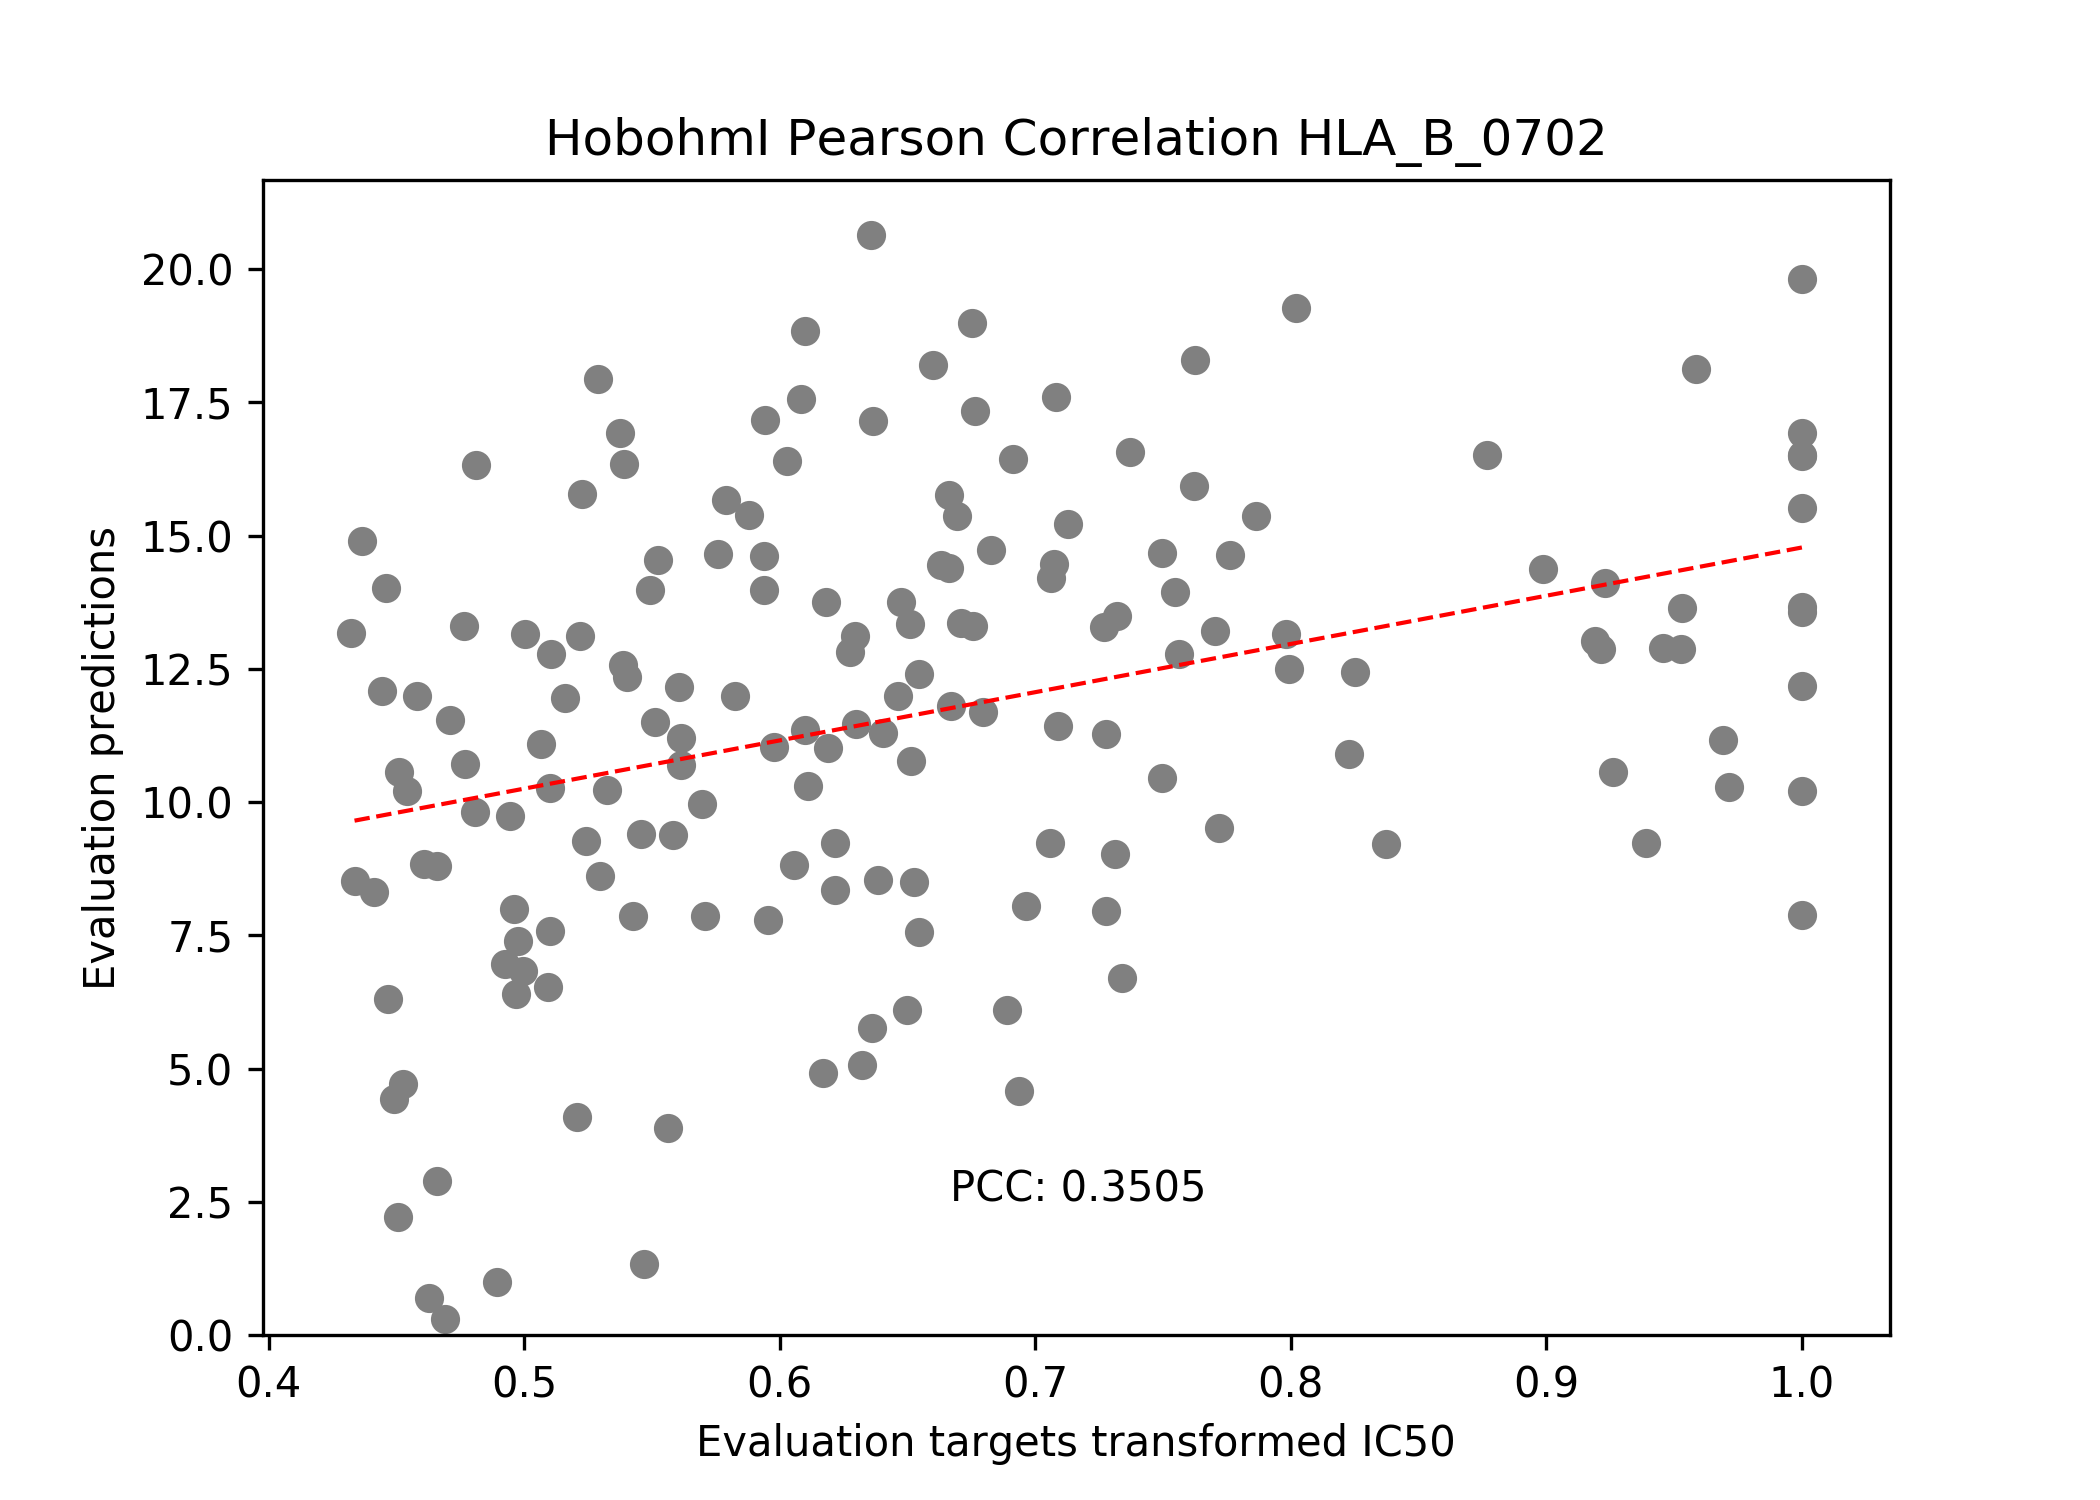 HobohmI Pearson Correlation HLA_B_0702
20.0
17.5
15.0
12.5
10.0
7.5
5.0
2.5
0.0
Evaluation predictions
PCC: 0.3505
0.4 0.5 0.6 0.7 0.8 0.9 1.0
Evaluation targets transformed IC50